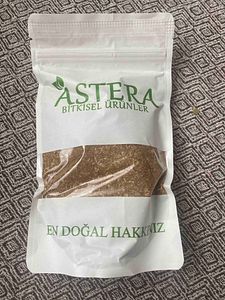 ASTERA
BİTKİSEL ÜRÜNLER
EN DOĞAL HAKKINIZ